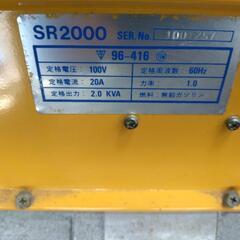 SR2000 SER.No.
96-416
定格電圧：100V 定格周波数：60Hz
定格電流：20A 力率：1.0
定格出力：2.0 KVA 燃料：無鉛ガソリン